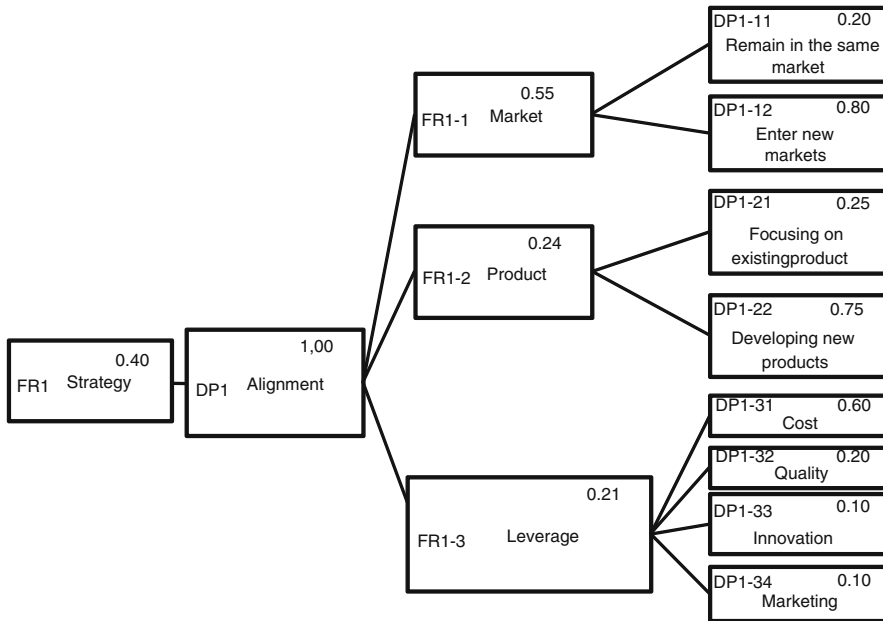 FR1 Strategy 0.40
DP1 Alignment 1,00
FR1-1 Market 0.55
DP1-11 0.20
Remain in the same
market
DP1-12 0.80
Enter new
markets
FR1-2 Product 0.24
DP1-21 0.25
Focusing on
existingproduct
DP1-22 0.75
Developing new
products
FR1-3 Leverage 0.21
DP1-31 0.60
Cost
DP1-32 0.20
Quality
DP1-33 0.10
Innovation
DP1-34 0.10
Marketing